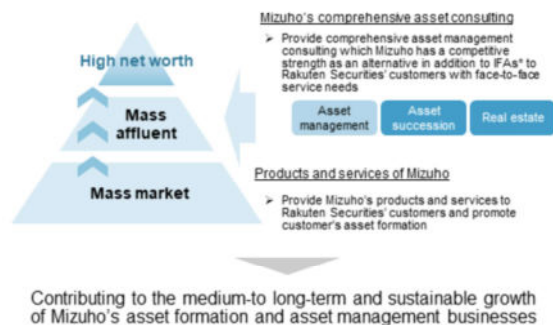 Mizuho's comprehensive asset consulting
➢ Provide comprehensive asset management
consulting which Mizuho has a competitive
strength as an alternative in addition to IFAs* to
Rakuten Securities' customers with face-to-face
service needs
High net worth
Mass
affluent
Mass market
Asset
management
Asset
succession
Real estate
Products and services of Mizuho
➢ Provide Mizuho's products and services to
Rakuten Securities' customers and promote
customer's asset formation
Contributing to the medium-to long-term and sustainable growth
of Mizuho's asset formation and asset management businesses